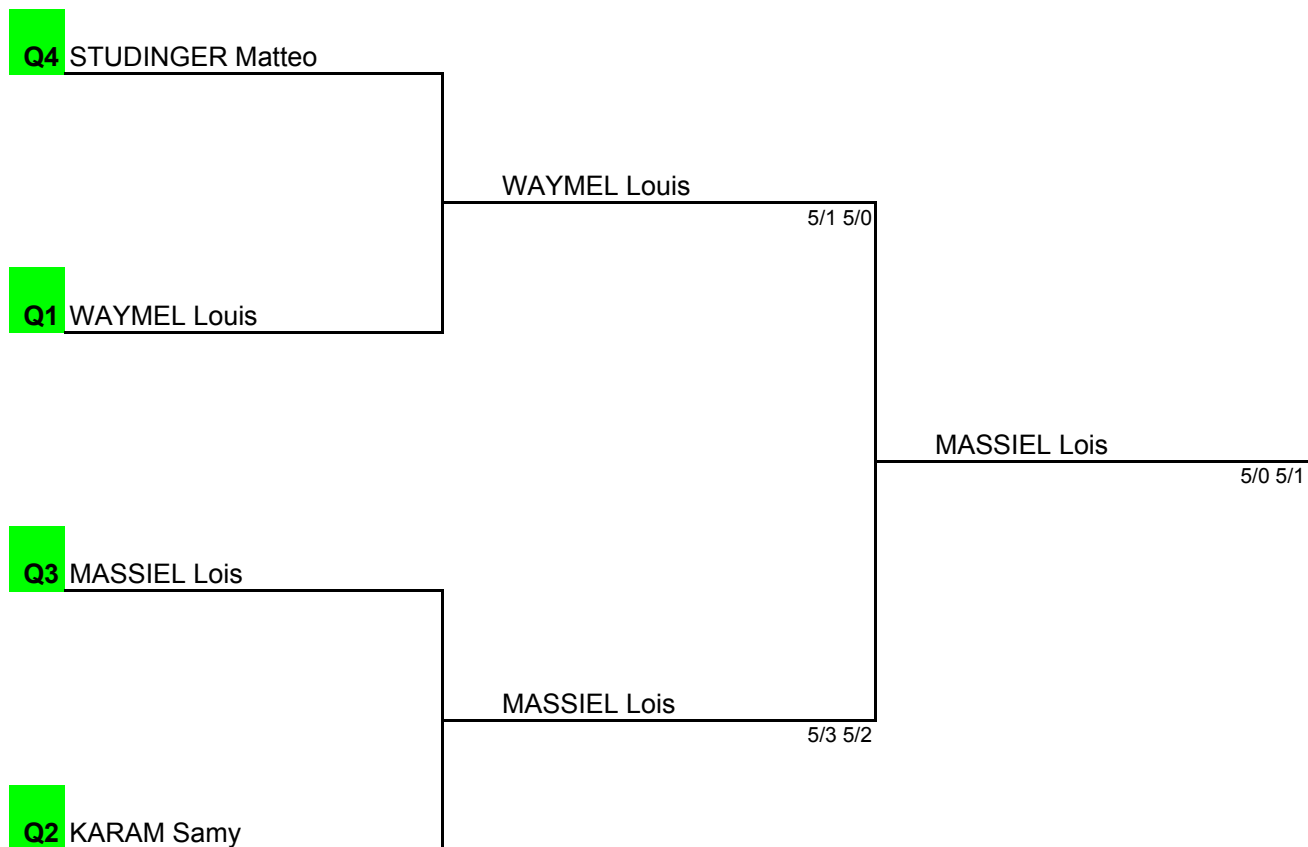 Q4 STUDINGER Matteo
WAYMEL Louis
5/1 5/0
Q1 WAYMEL Louis
MASSIEL Lois
5/0 5/1
Q3 MASSIEL Lois
MASSIEL Lois
5/3 5/2
Q2 KARAM Samy